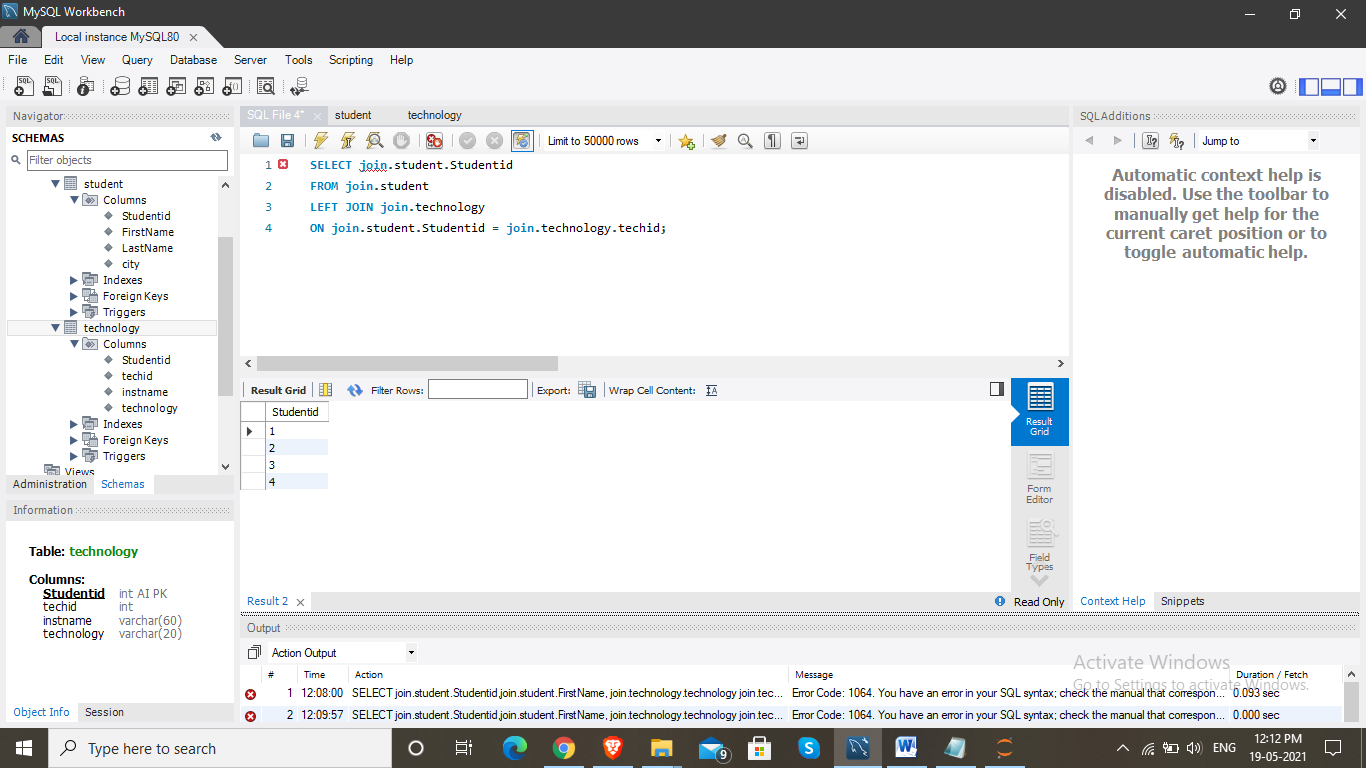 MySQL Workbench
Local instance MySQL80
File Edit View Query Database Server Tools Scripting Help
Navigator
SCHEMAS
Filter objects
student
Columns
Studentid
FirstName
LastName
city
Indexes
Foreign Keys
Triggers
technology
Columns
Studentid
techid
instname
technology
Indexes
Foreign Keys
Triggers
Views
Administration Schemas
Information
Table: technology
Columns:
Studentid int AI PK
techid int
instname varchar(60)
technology varchar(20)
Object Info Session
SQL File 4* student technology
Limit to 50000 rows
1 SELECT join.student.Studentid
2 FROM join.student
3 LEFT JOIN join.technology
4 ON join.student.Studentid = join.technology.techid;
Result Grid Filter Rows: Export: Wrap Cell Content:
Studentid
1
2
3
4
Result Grid
Form Editor
Field Types
Result 2 Read Only
Output
Action Output
# Time Action Message Duration / Fetch
1 12:08:00 SELECT join.student.Studentid,join.student.FirstName, join.technology.technology join.tec... Error Code: 1064. You have an error in your SQL syntax; check the manual that correspon... 0.093 sec
2 12:09:57 SELECT join.student.Studentid,join.student.FirstName, join.technology.technology join.tec... Error Code: 1064. You have an error in your SQL syntax; check the manual that correspon... 0.000 sec
SQLAdditions
Jump to
Automatic context help is
disabled. Use the toolbar to
manually get help for the
current caret position or to
toggle automatic help.
Context Help Snippets
Activate Windows
Go to Settings to activate Windows.
Type here to search
9
ENG
12:12 PM
19-05-2021